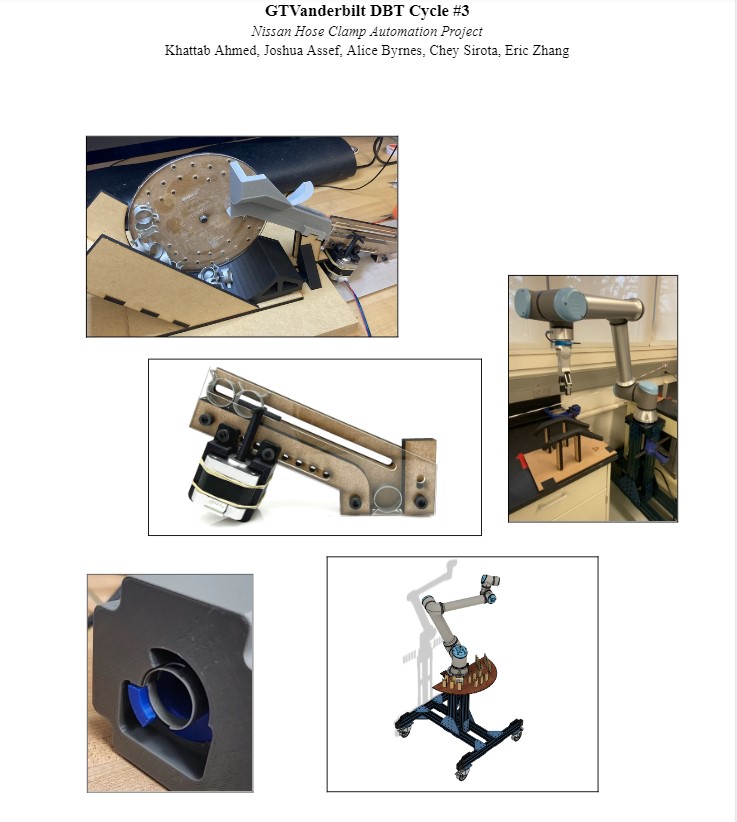 GTVanderbilt DBT Cycle #3
Nissan Hose Clamp Automation Project
Khattab Ahmed, Joshua Assef, Alice Byrnes, Chey Sirota, Eric Zhang